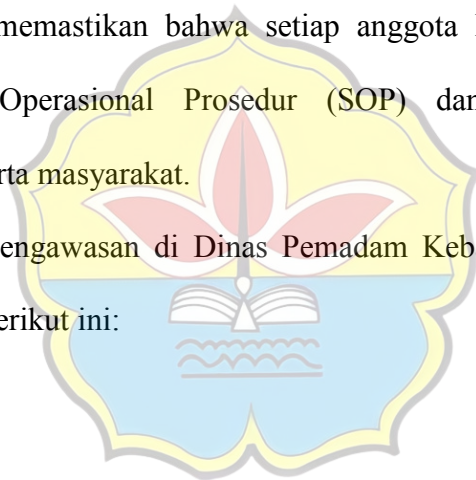 memastikan bahwa setiap anggota
Operasional Prosedur (SOP) dan
rta masyarakat.
engawasan di Dinas Pemadam Keb
erikut ini: